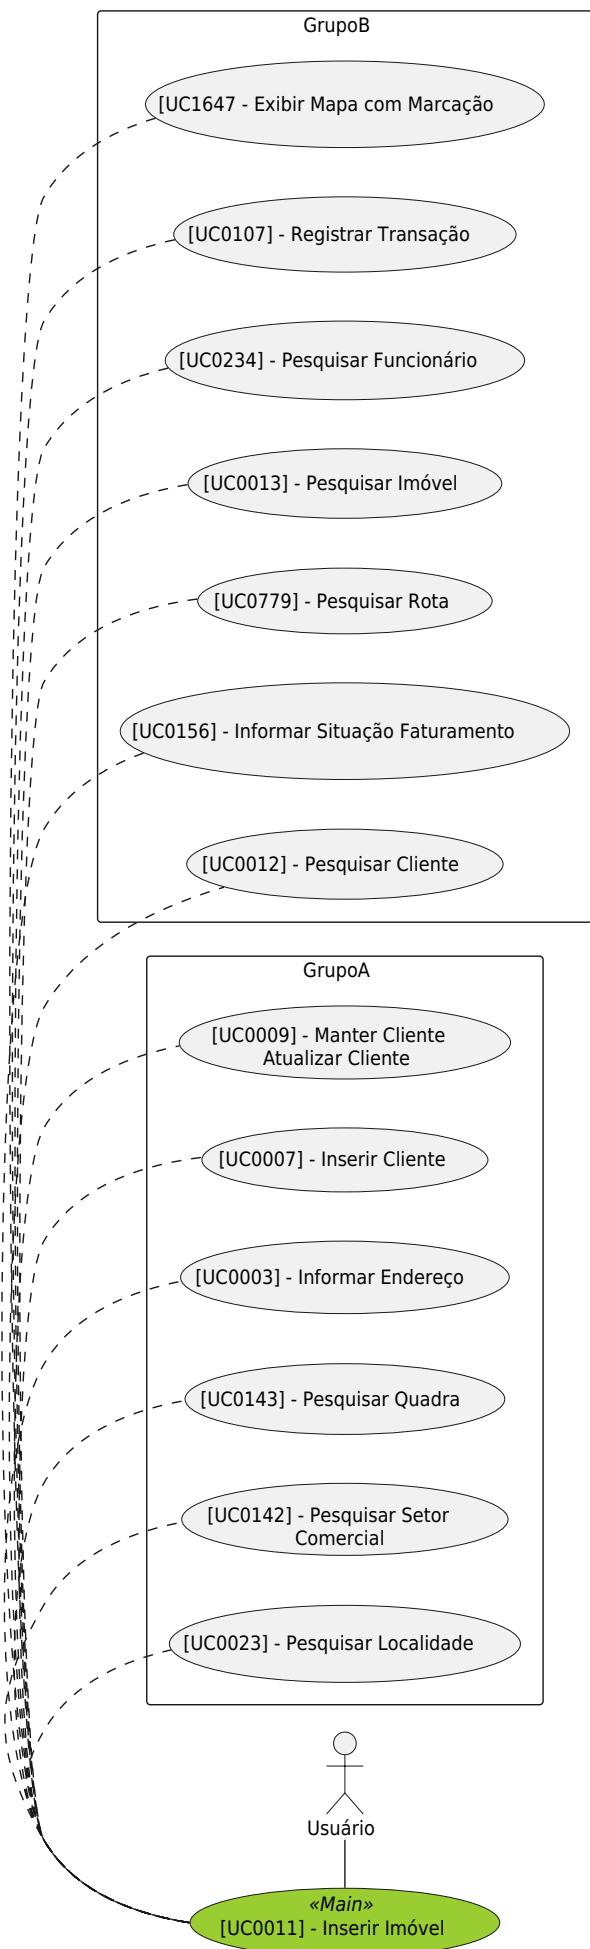 GrupoB
[UC1647 - Exibir Mapa com Marcação
[UC0107] - Registrar Transação
[UC0234] - Pesquisar Funcionário
[UC0013] - Pesquisar Imóvel
[UC0779] - Pesquisar Rota
[UC0156] - Informar Situação Faturamento
[UC0012] - Pesquisar Cliente
GrupoA
[UC0009] - Manter Cliente
Atualizar Cliente
[UC0007] - Inserir Cliente
[UC0003] - Informar Endereço
[UC0143] - Pesquisar Quadra
[UC0142] - Pesquisar Setor
Comercial
[UC0023] - Pesquisar Localidade
Usuário
«Main»
[UC0011] - Inserir Imóvel